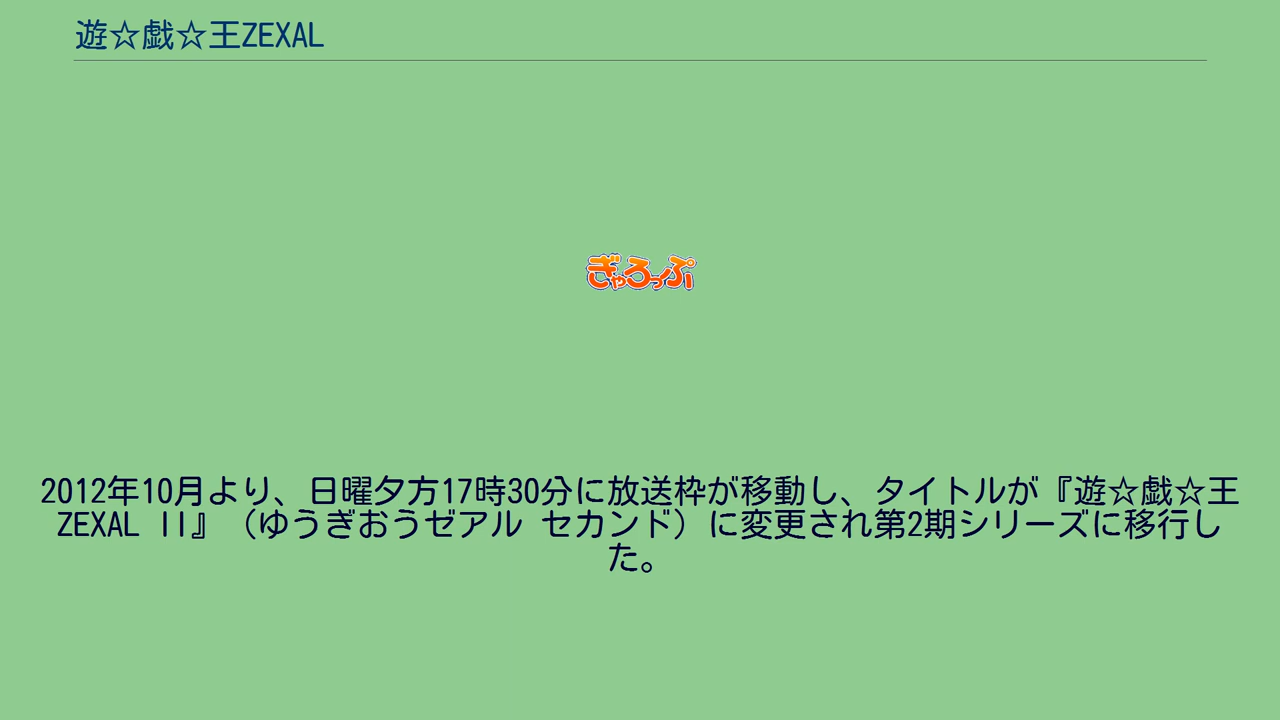 遊☆戯☆王ZEXAL
ぎゃろっぷ
2012年10月より、日曜夕方17時30分に放送枠が移動し、タイトルが『遊☆戯☆王
ZEXAL II』（ゆうぎおうゼアル セカンド）に変更され第2期シリーズに移行し
た。